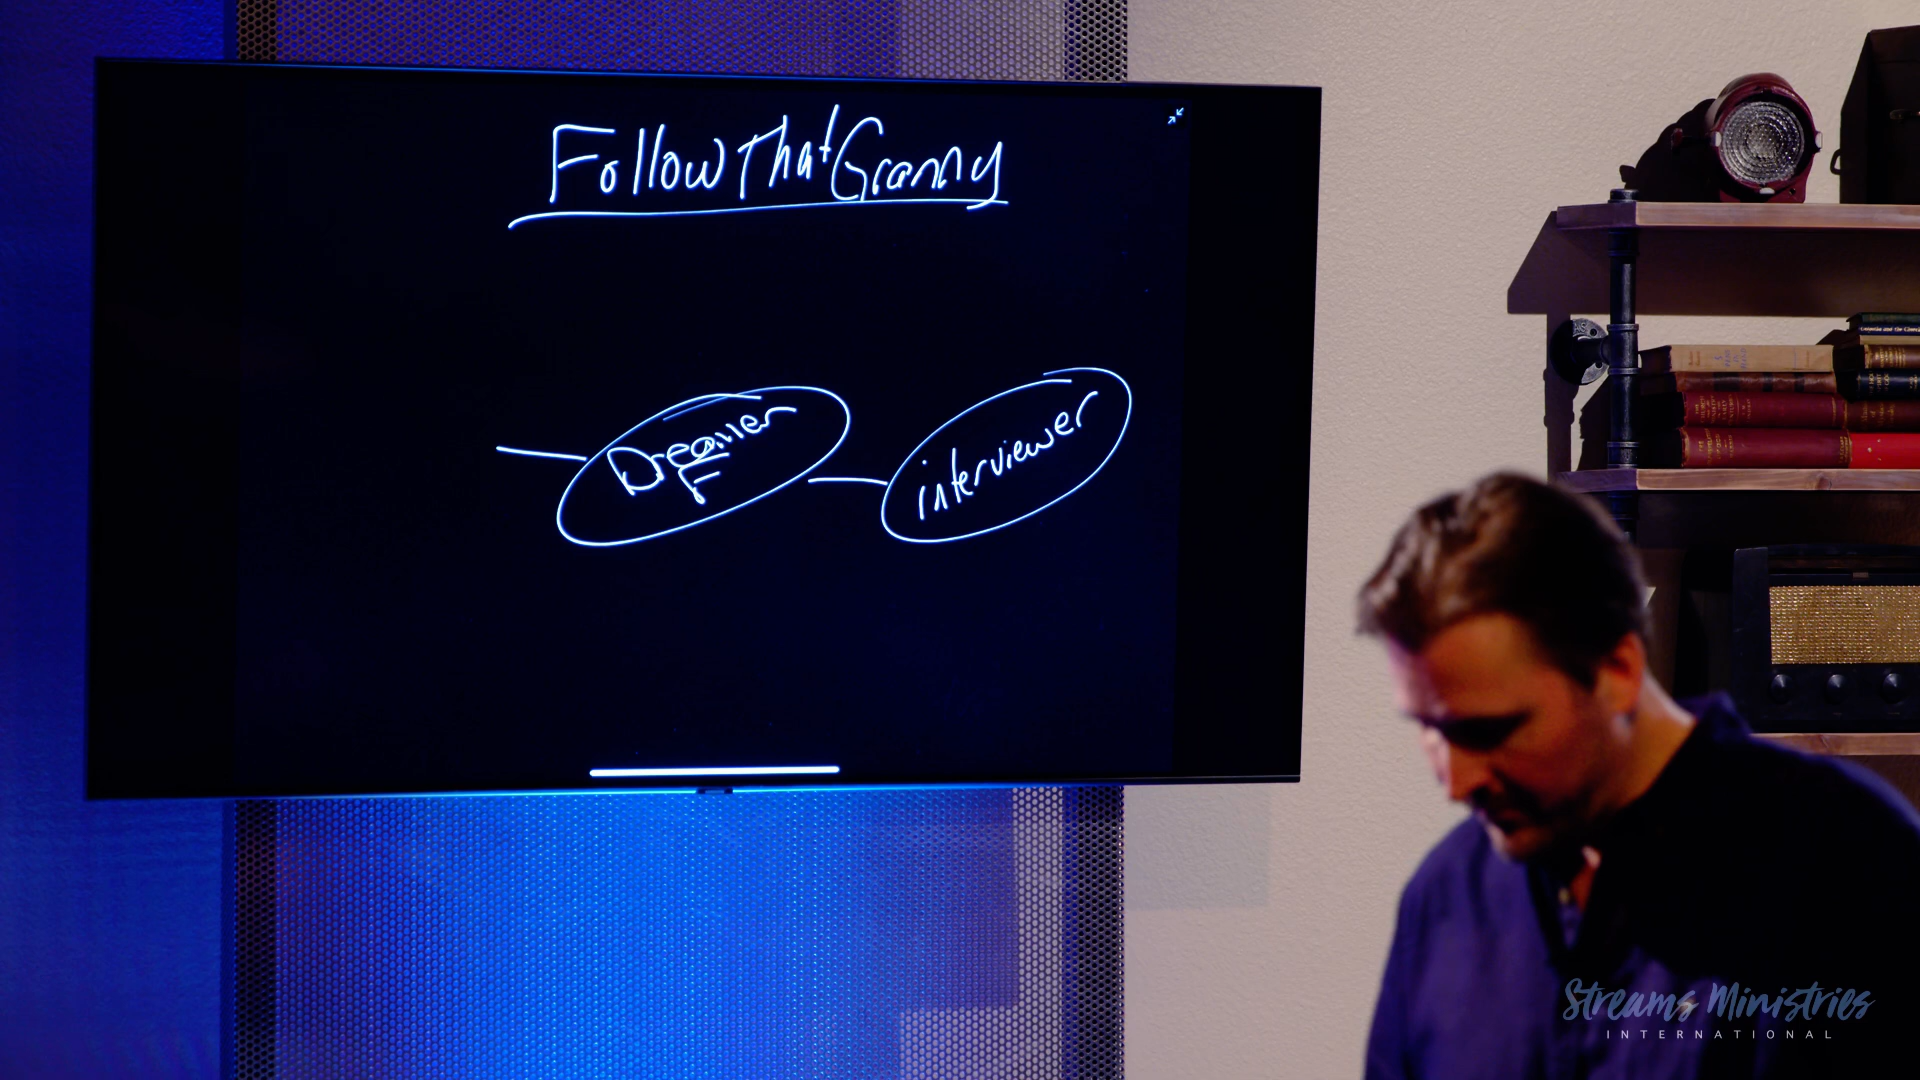 Follow That Granny
Dreamer
F
interviewer
Streams Ministries
INTERNATIONAL